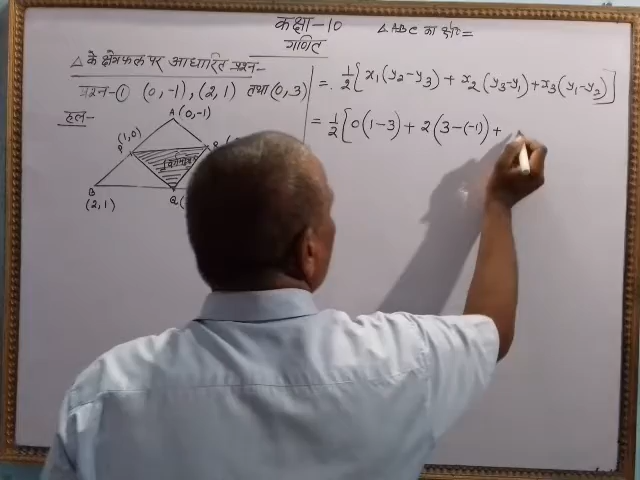 कक्षा-10
गणित
△ ABC का क्षे०=
△ के क्षेत्रफल पर आधारित प्रश्न-
प्रश्न-① (0,-1), (2,1) तथा (0,3)
हल-
= 1/2 [x₁(y₂-y₃) + x₂(y₃-y₁) + x₃(y₁-y₂)]
= 1/2 [0(1-3) + 2(3-(-1)) +
A(0,-1)
(1,0)
P
B
(2,1)
Q(